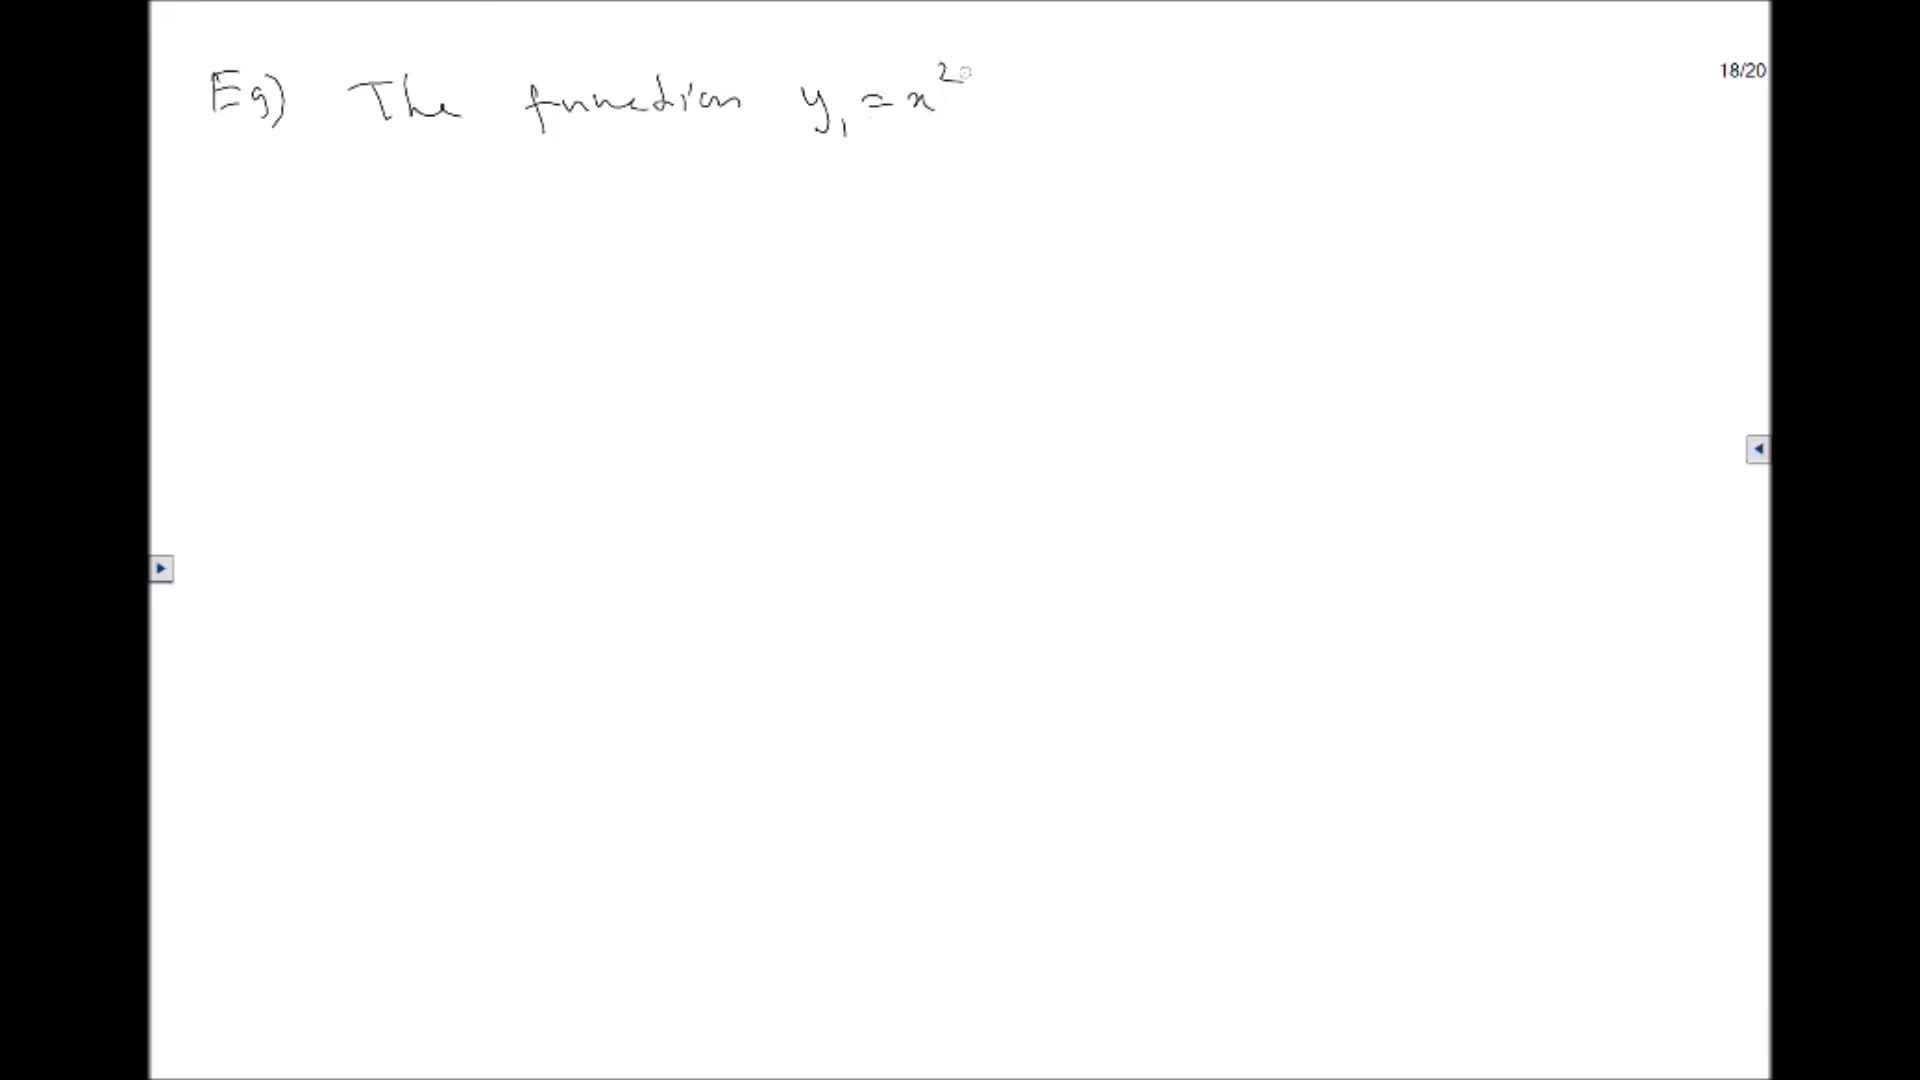 Eg) The function y₁ = x²
18/20